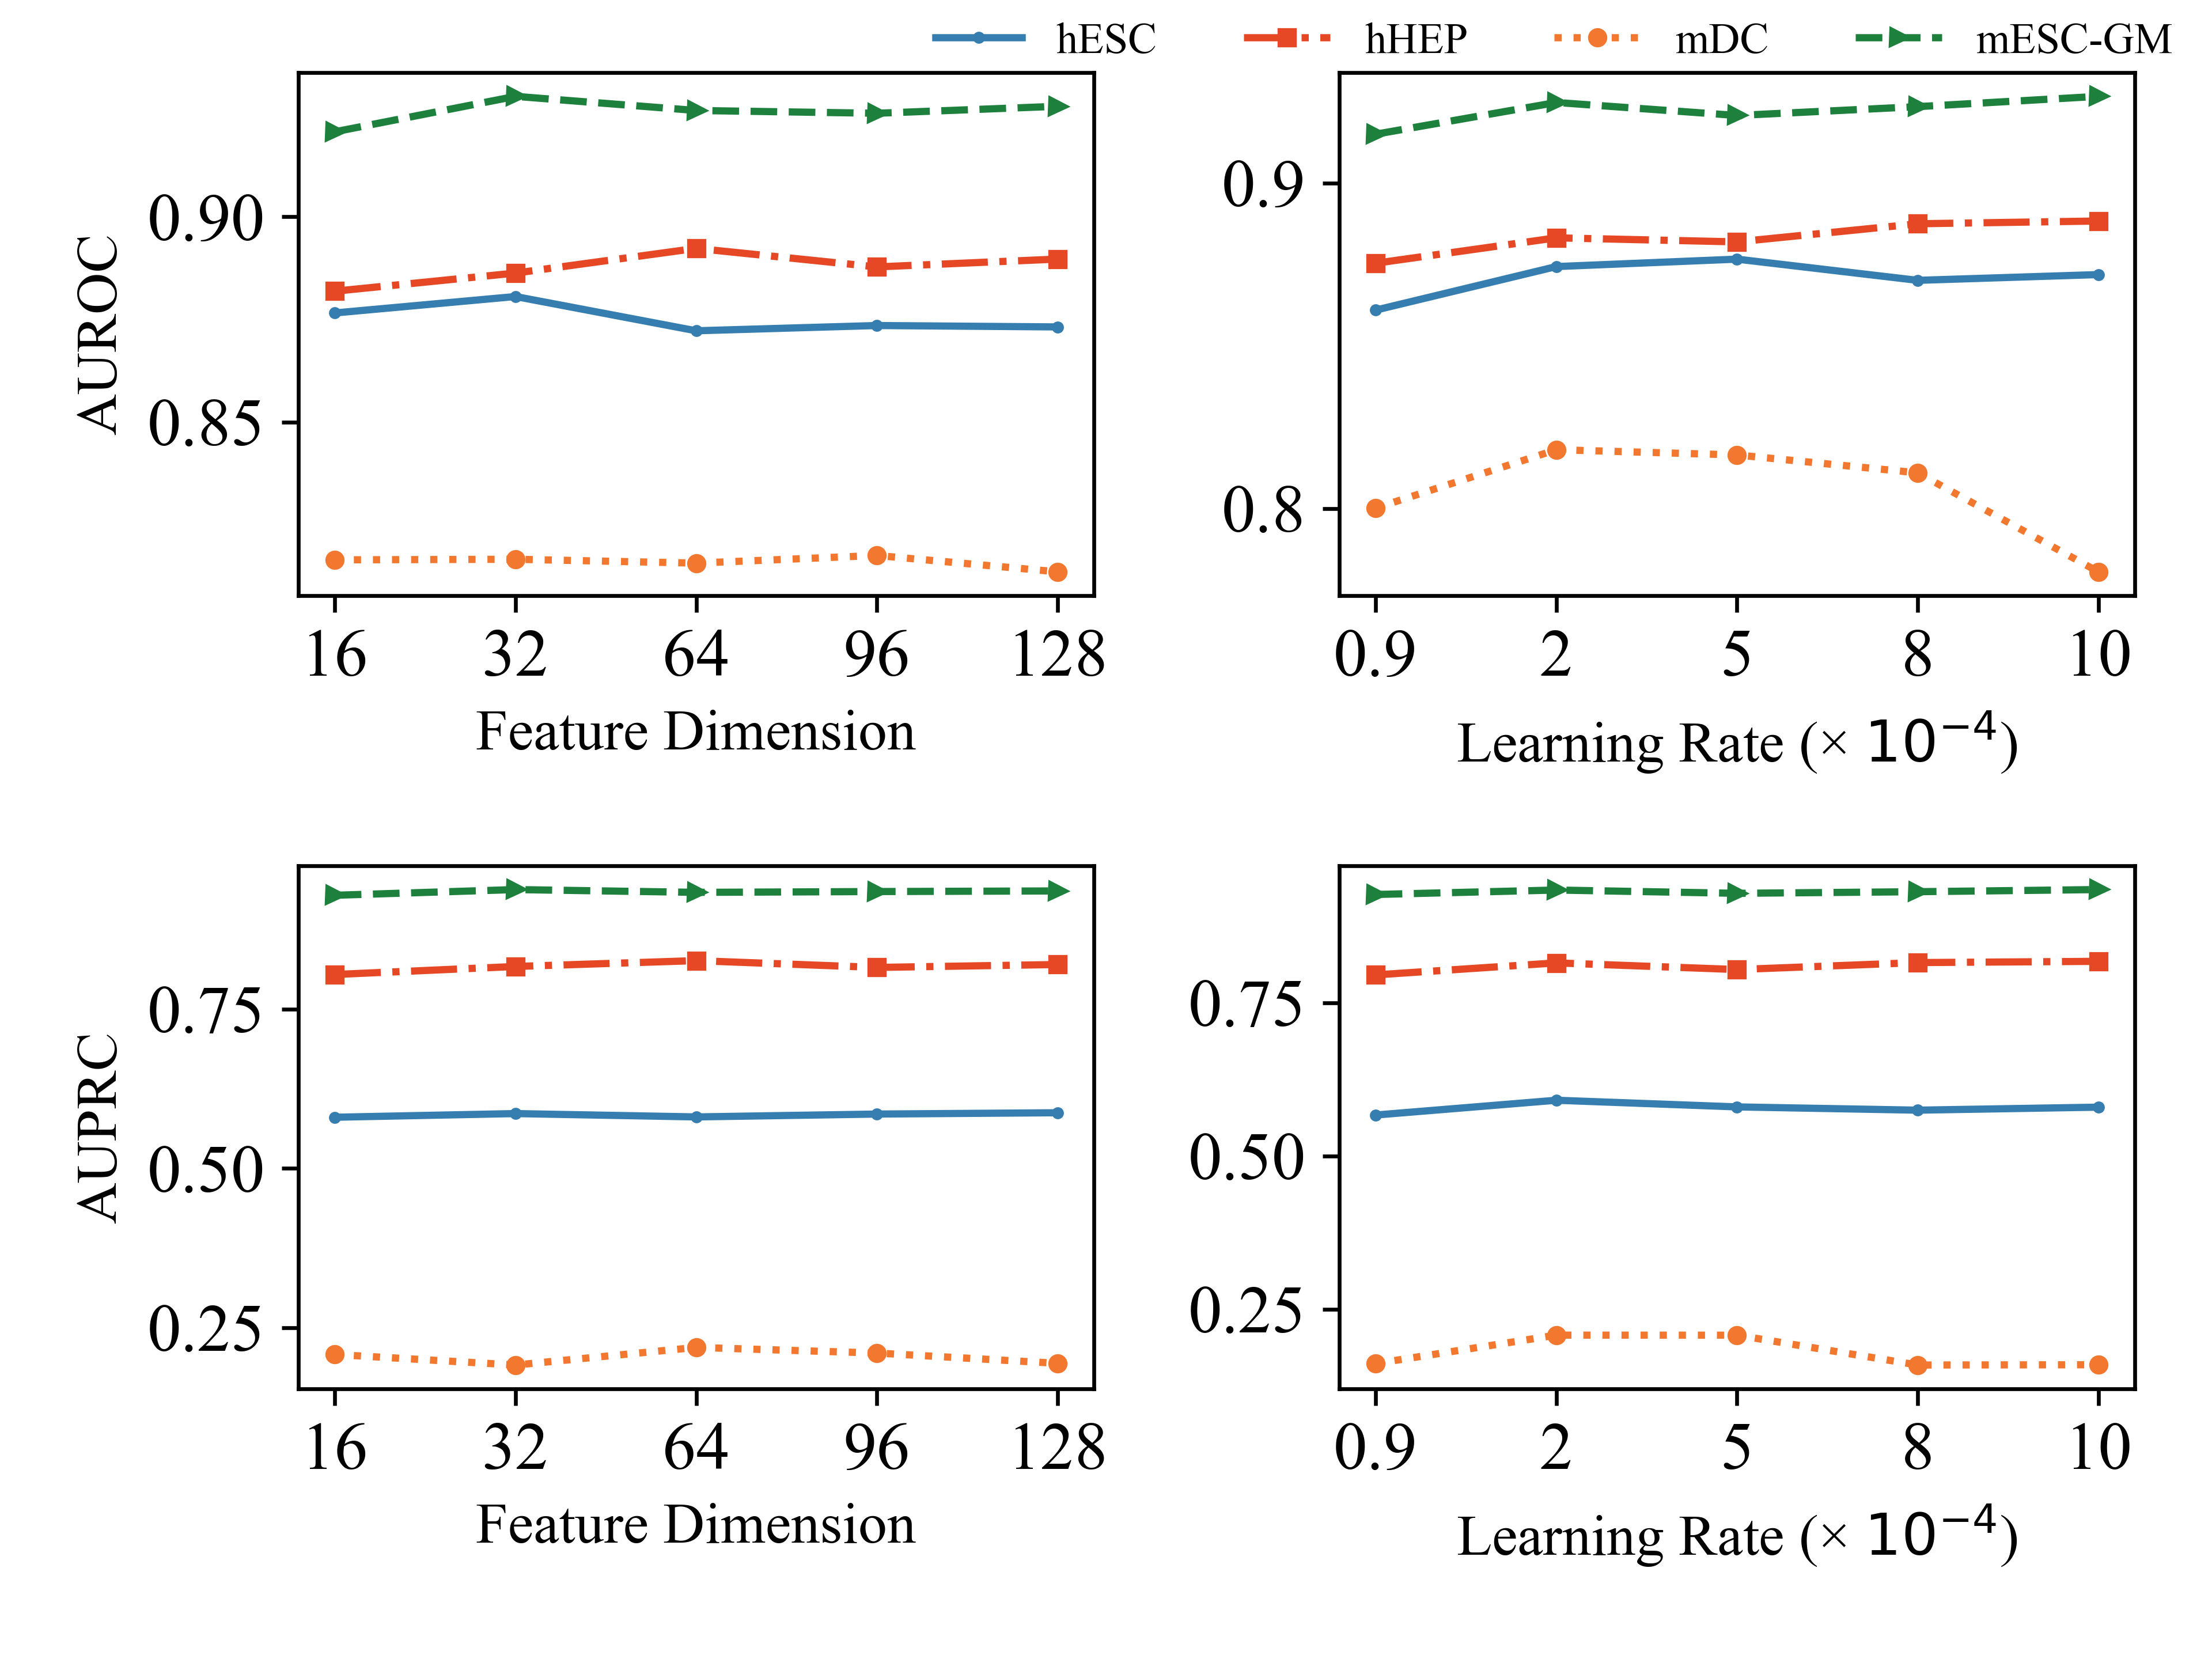 hESC hHEP mDC mESC-GM
AUROC
0.90
0.85
16 32 64 96 128
Feature Dimension
0.9
0.8
0.9 2 5 8 10
Learning Rate (× 10⁻⁴)
AUPRC
0.75
0.50
0.25
16 32 64 96 128
Feature Dimension
0.75
0.50
0.25
0.9 2 5 8 10
Learning Rate (× 10⁻⁴)